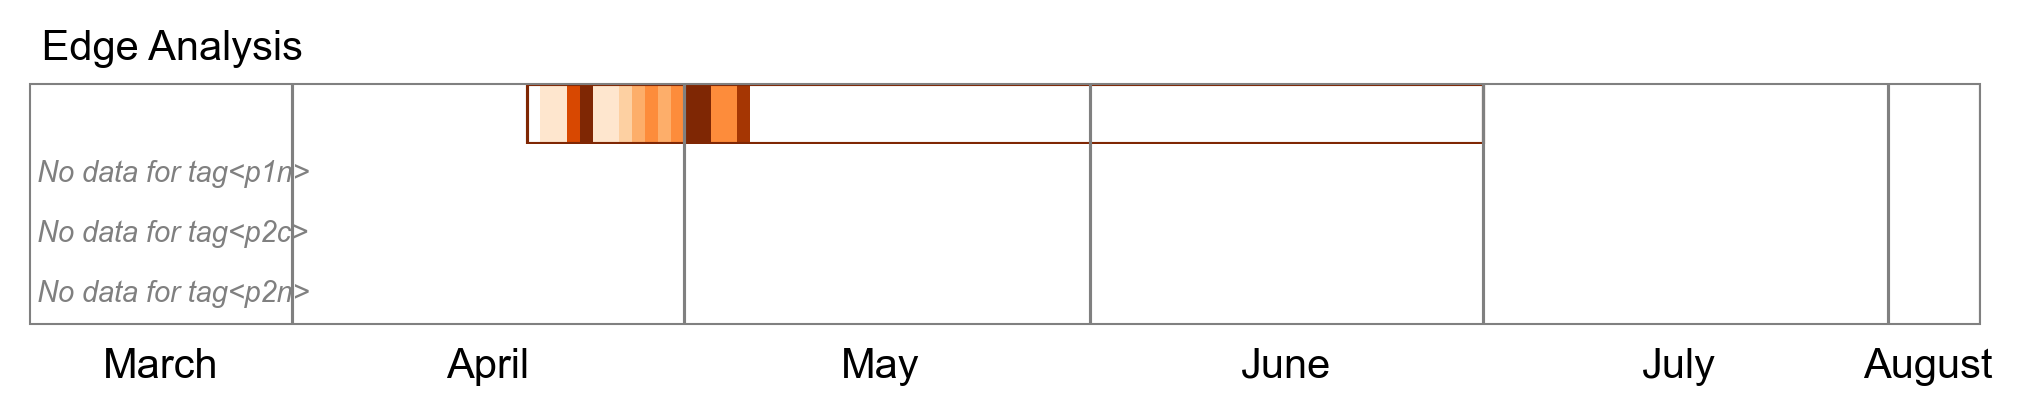 Edge Analysis
No data for tag<p1n>
No data for tag<p2c>
No data for tag<p2n>
March April May June July August